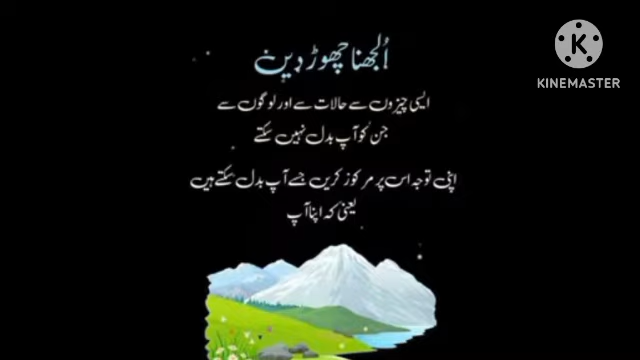 اُلجھنا چھوڑ دیں
ایسی چیزوں سے حالات سے اور لوگوں سے
جن کو آپ بدل نہیں سکتے
اپنی توجہ اس پر مرکوز کریں جسے آپ بدل سکتے ہیں
یعنی کہ اپنا آپ
KINEMASTER